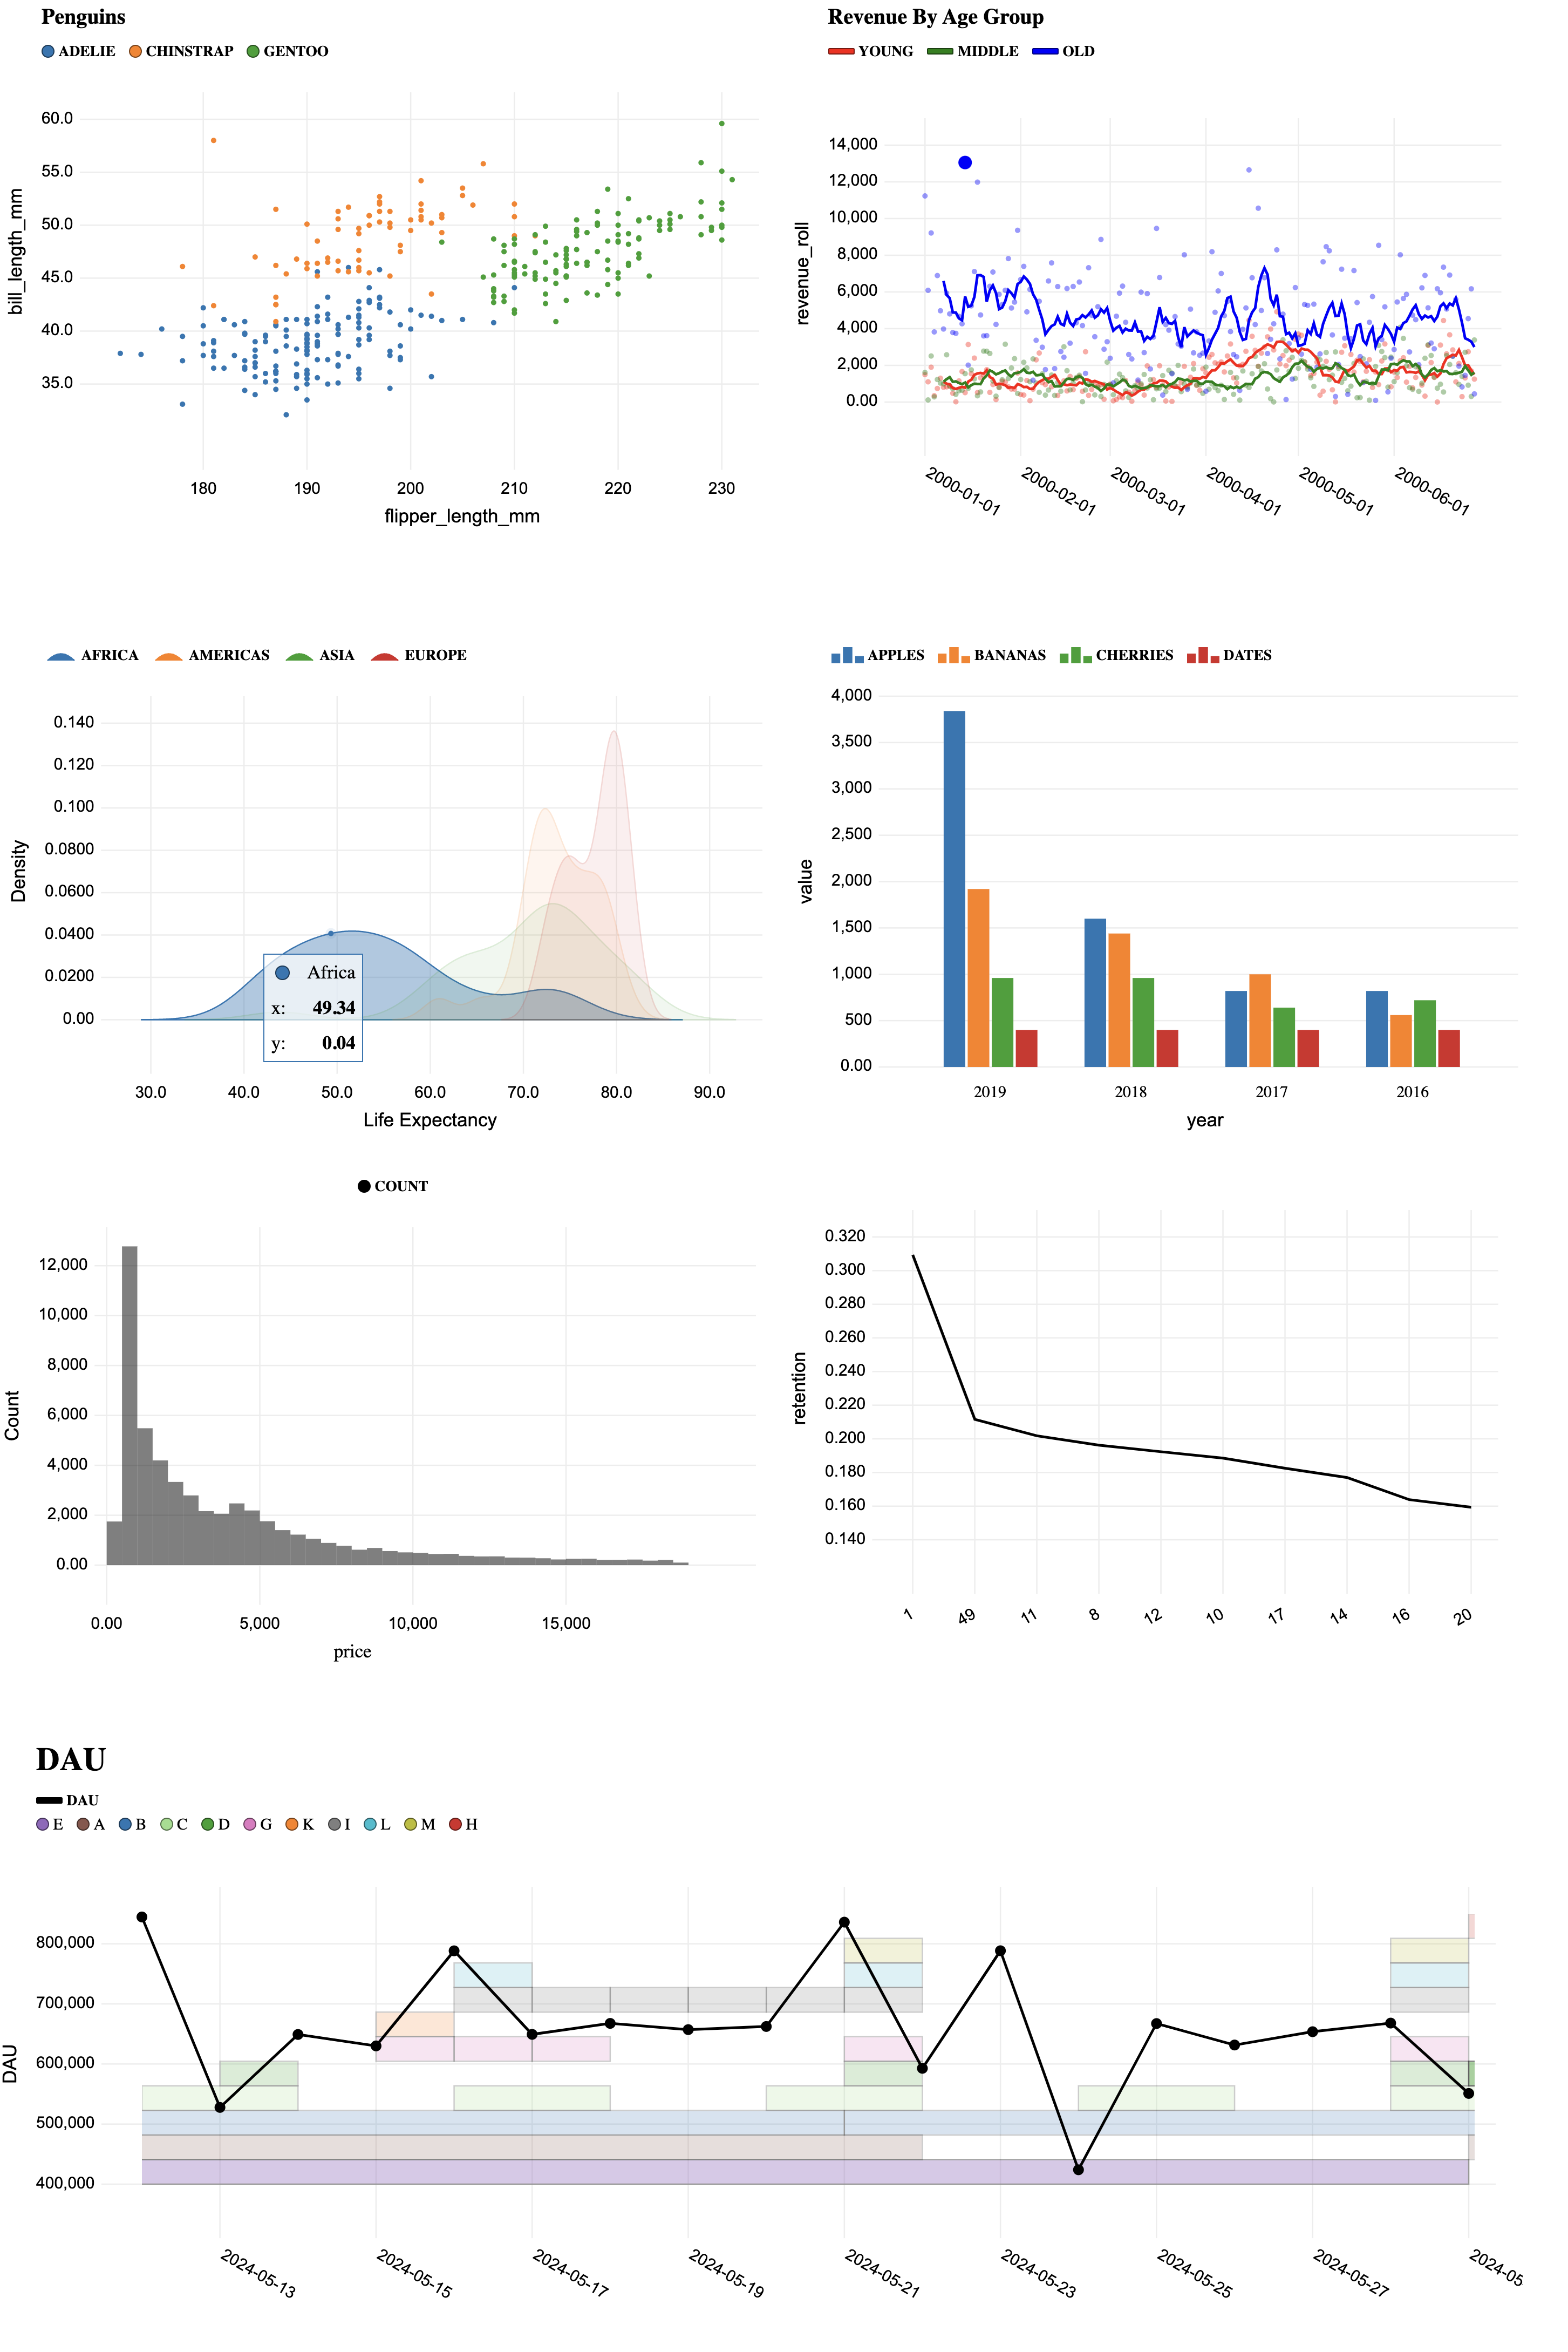 Penguins
ADELIE CHINSTRAP GENTOO
60.0
55.0
50.0
45.0
40.0
35.0
bill_length_mm
180 190 200 210 220 230
flipper_length_mm
Revenue By Age Group
YOUNG MIDDLE OLD
14,000
12,000
10,000
8,000
6,000
4,000
2,000
0.00
revenue_roll
2000-01-01 2000-02-01 2000-03-01 2000-04-01 2000-05-01 2000-06-01
AFRICA AMERICAS ASIA EUROPE
0.140
0.120
0.100
0.0800
0.0600
0.0400
0.0200
0.00
Density
Africa
x: 49.34
y: 0.04
30.0 40.0 50.0 60.0 70.0 80.0 90.0
Life Expectancy
APPLES BANANAS CHERRIES DATES
4,000
3,500
3,000
2,500
2,000
1,500
1,000
500
0.00
value
2019 2018 2017 2016
year
COUNT
12,000
10,000
8,000
6,000
4,000
2,000
0.00
Count
0.00 5,000 10,000 15,000
price
0.320
0.300
0.280
0.260
0.240
0.220
0.200
0.180
0.160
0.140
retention
1 49 11 8 12 10 17 14 16 20
DAU
DAU
E A B C D G K I L M H
800,000
700,000
600,000
500,000
400,000
DAU
2024-05-13 2024-05-15 2024-05-17 2024-05-19 2024-05-21 2024-05-23 2024-05-25 2024-05-27 2024-05